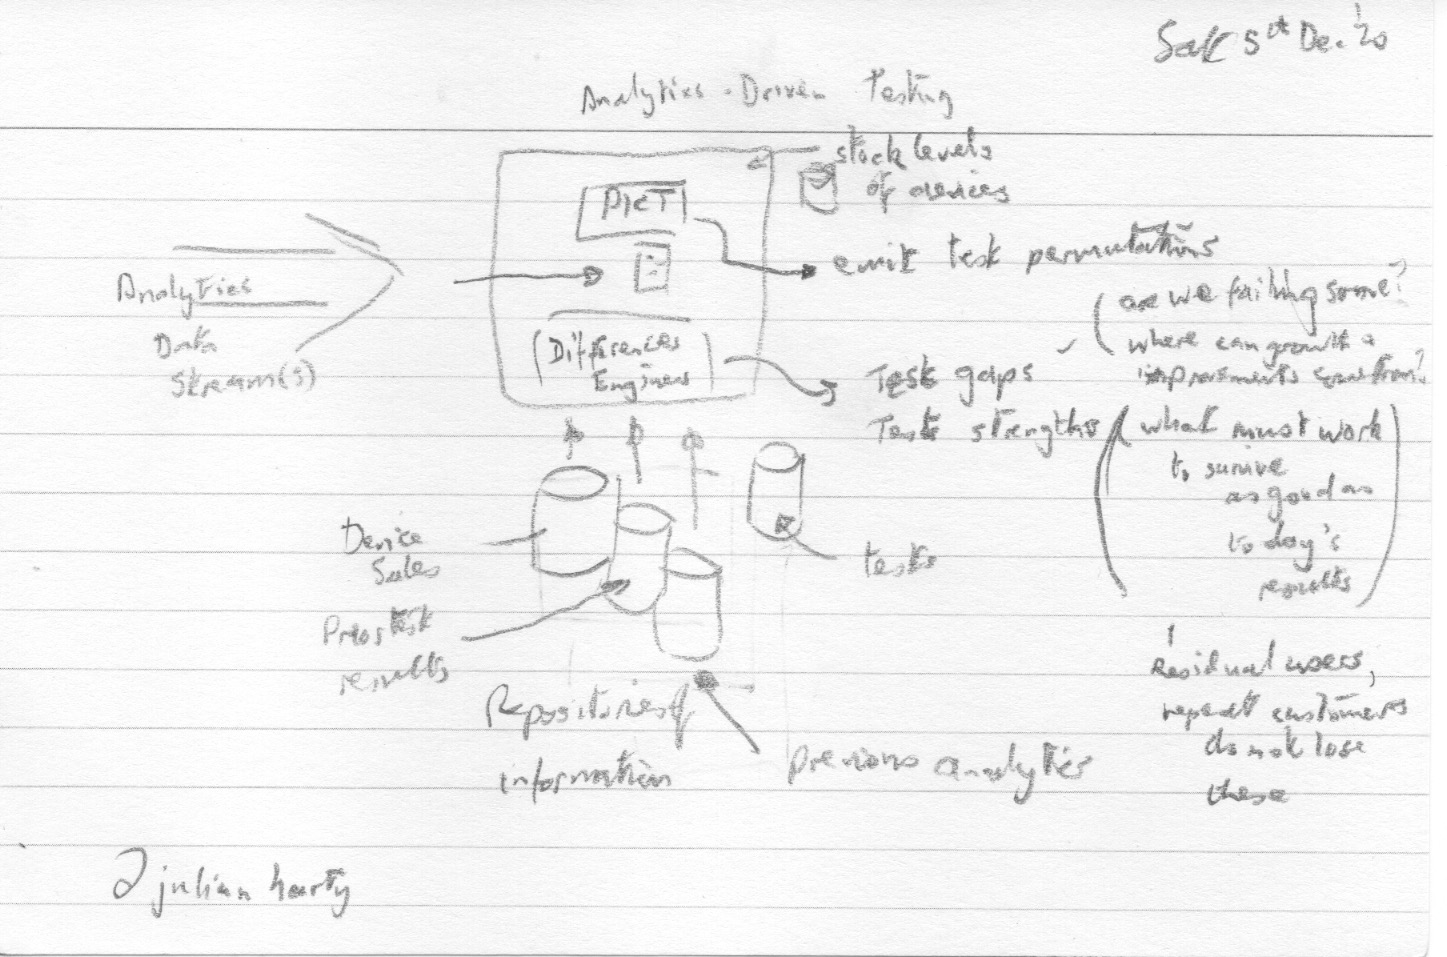 Sat 5th Dec. '20
Analytics-Driven Testing
stock levels
of devices
PICT
emit test permutations
Analytics
Data
Stream(s)
are we failing some?
where can growth &
improvements come from?
Differences
Engines
Test gaps
Tests strengths
what must work
to survive
as good as
today's
results
Device
Sales
tests
Prev test
results
Residual users,
repeat customers
do not lose
these
Repositories of
information
previous analytics
julian harty